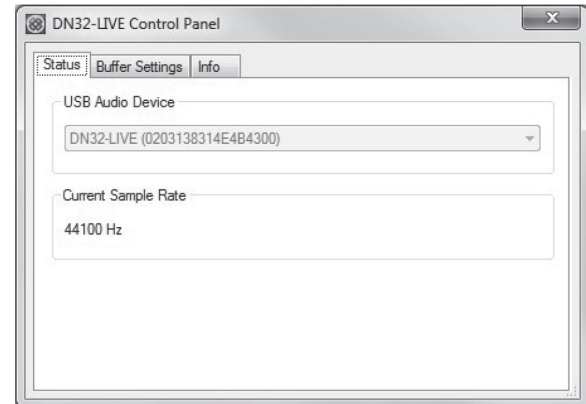 DN32-LIVE Control Panel
Status Buffer Settings Info
USB Audio Device
DN32-LIVE (0203138314E4B4300)
Current Sample Rate
44100 Hz